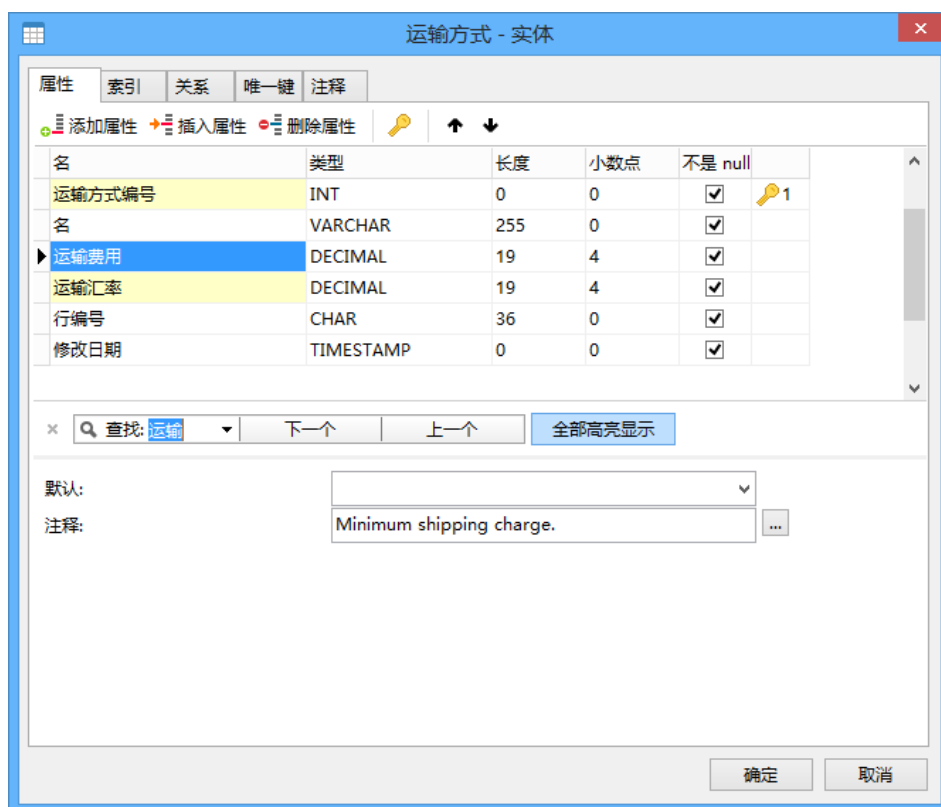 运输方式 - 实体
属性 索引 关系 唯一键 注释
添加属性 插入属性 删除属性
名 类型 长度 小数点 不是 null
运输方式编号 INT 0 0 1
名 VARCHAR 255 0
运输费用 DECIMAL 19 4
运输汇率 DECIMAL 19 4
行编号 CHAR 36 0
修改日期 TIMESTAMP 0 0
查找: 运输 下一个 上一个 全部高亮显示
默认:
注释: Minimum shipping charge. ...
确定 取消